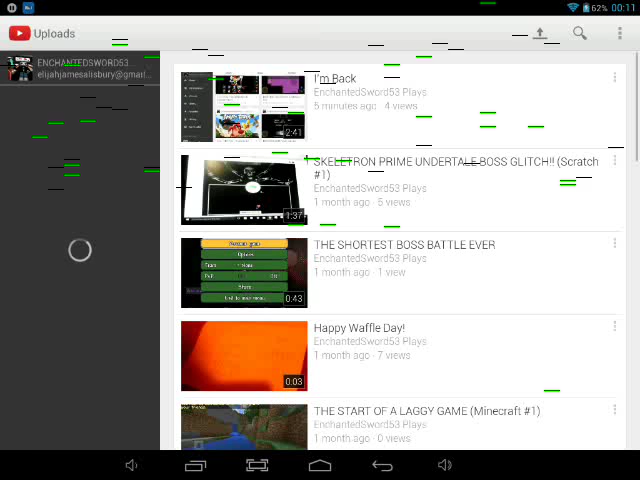 62% 00:11
Uploads
ENCHANTEDSWORD53...
elijahjamesalisbury@gmai...
I'm Back
EnchantedSword53 Plays
5 minutes ago · 4 views
2:41
SKELETRON PRIME UNDERTALE BOSS GLITCH!! (Scratch
#1)
EnchantedSword53 Plays
1 month ago · 5 views
1:37
THE SHORTEST BOSS BATTLE EVER
EnchantedSword53 Plays
1 month ago · 1 view
0:43
Happy Waffle Day!
EnchantedSword53 Plays
1 month ago · 7 views
0:03
THE START OF A LAGGY GAME (Minecraft #1)
EnchantedSword53 Plays
1 month ago · 0 views